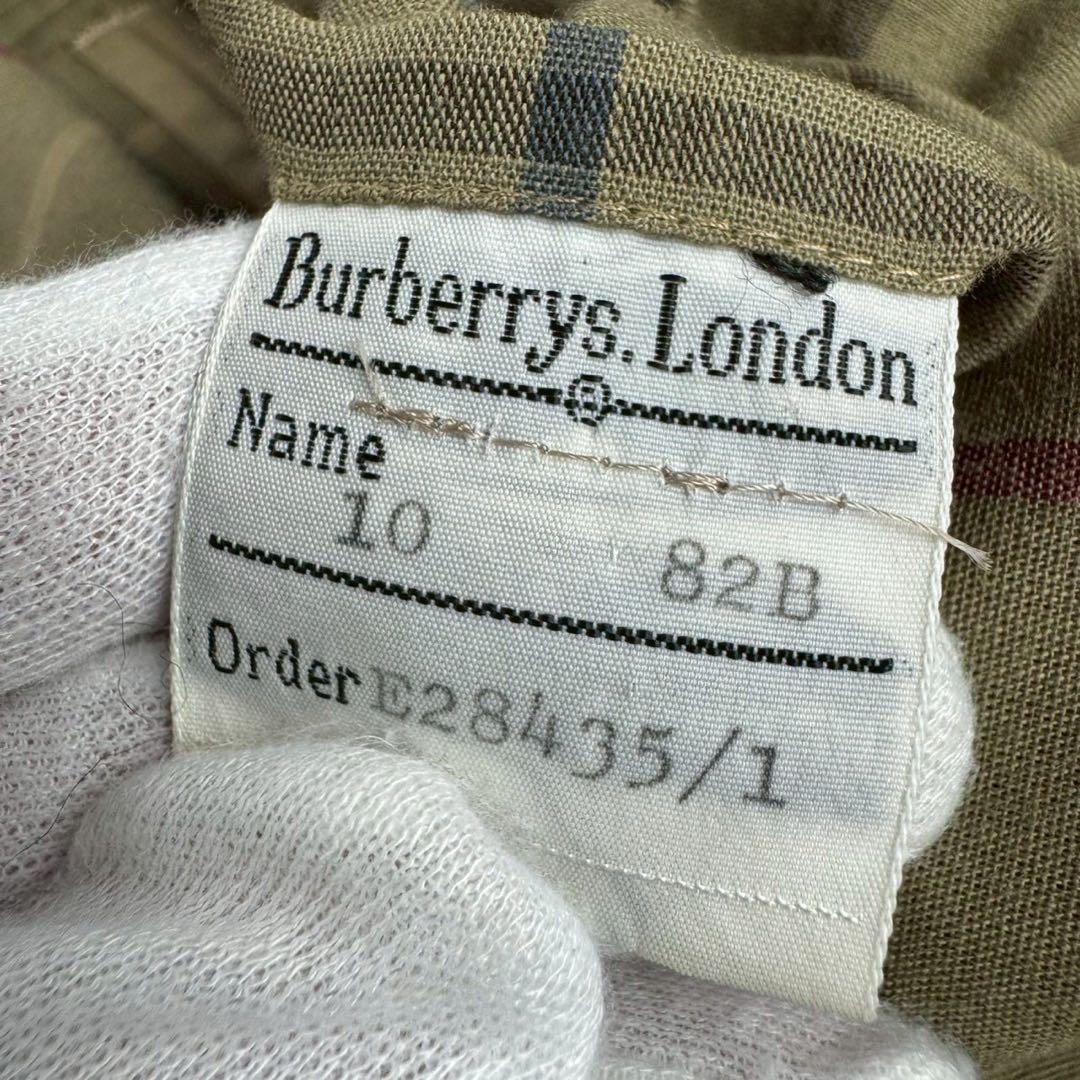 Burberrys. London
®
Name
10 82B
Order E28435/1